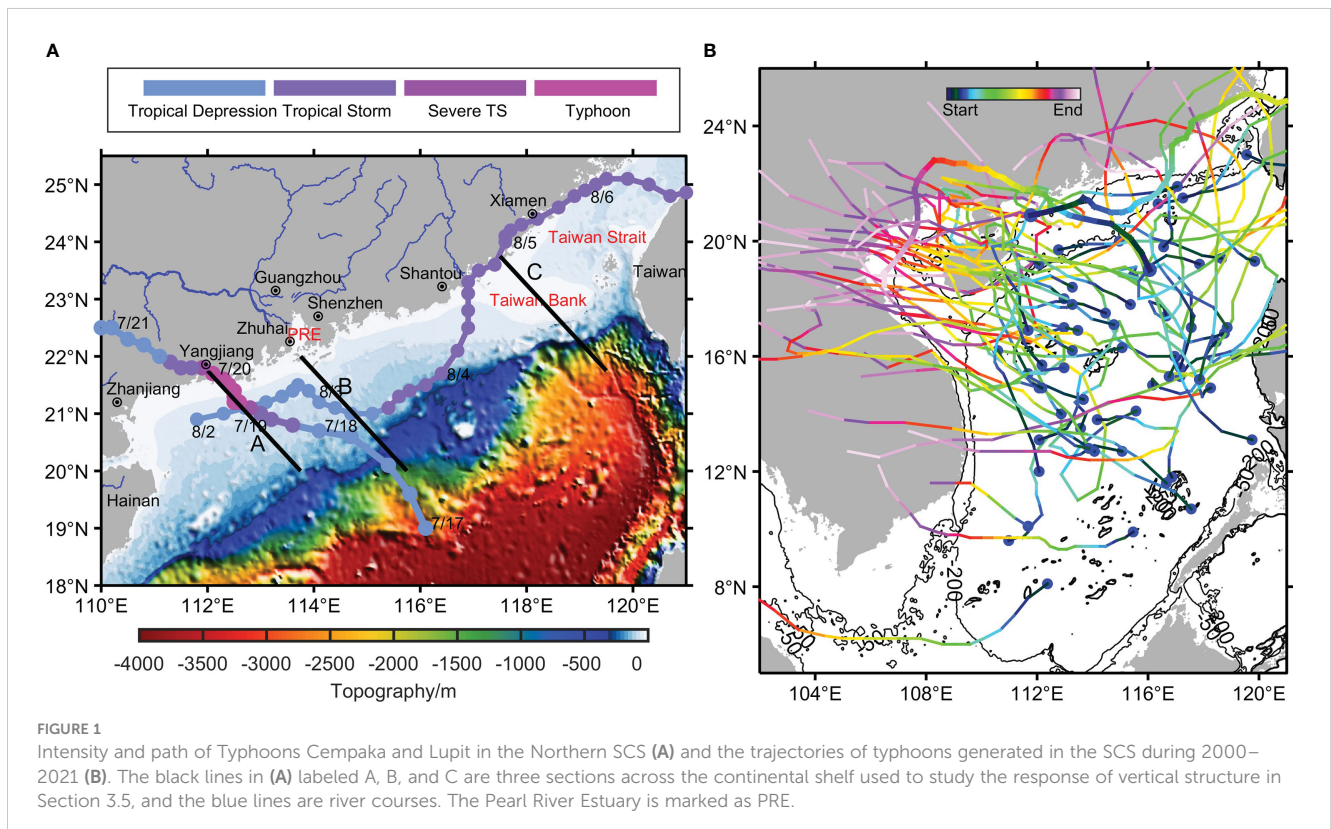 A
Tropical Depression Tropical Storm Severe TS Typhoon
25°N
24°N
23°N
22°N
21°N
20°N
19°N
18°N
110°E 112°E 114°E 116°E 118°E 120°E
Xiamen
8/6
8/5
Taiwan Strait
Guangzhou
Shantou
C
Taiwan
Shenzhen
Taiwan Bank
7/21
Zhuhai
PRE
Yangjiang
7/20
Zhanjiang
B
8/4
8/2
7/19
7/18
A
Hainan
7/17
-4000 -3500 -3000 -2500 -2000 -1500 -1000 -500 0
Topography/m
B
Start End
24°N
20°N
16°N
12°N
8°N
-200
104°E 108°E 112°E 116°E 120°E
FIGURE 1
Intensity and path of Typhoons Cempaka and Lupit in the Northern SCS (A) and the trajectories of typhoons generated in the SCS during 2000–
2021 (B). The black lines in (A) labeled A, B, and C are three sections across the continental shelf used to study the response of vertical structure in
Section 3.5, and the blue lines are river courses. The Pearl River Estuary is marked as PRE.